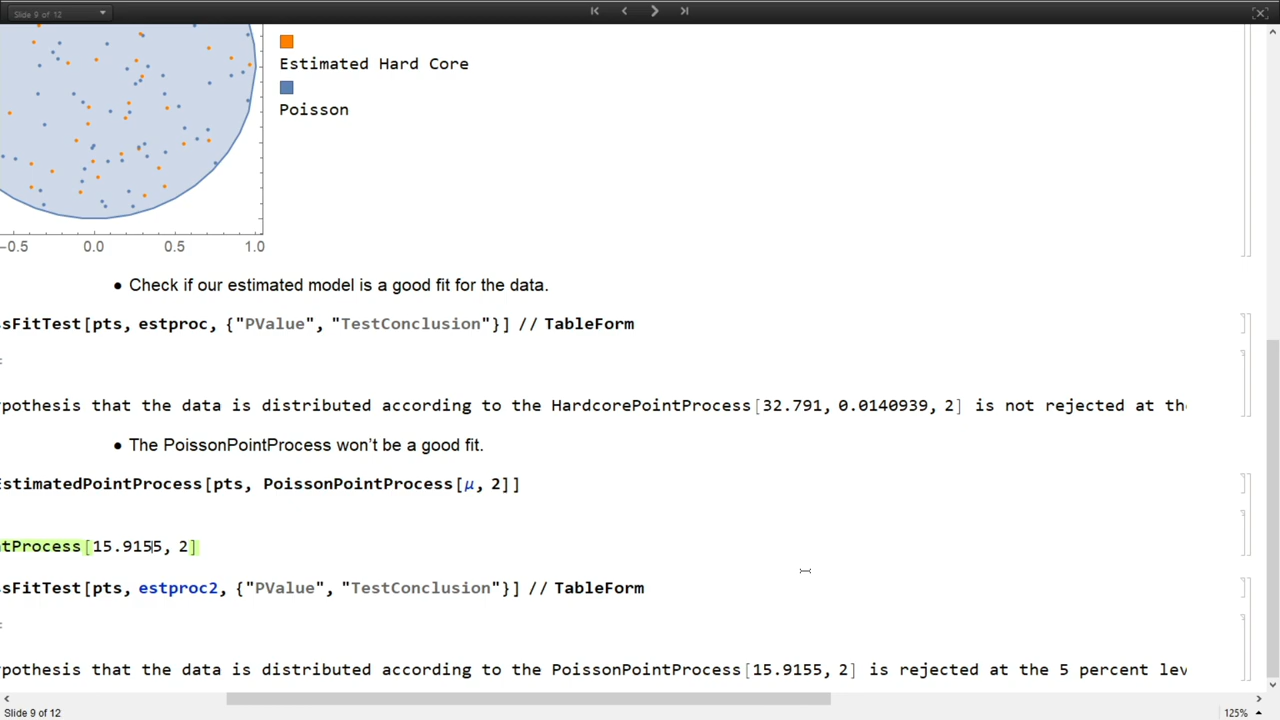 Slide 9 of 12
Estimated Hard Core
Poisson
-0.5 0.0 0.5 1.0
• Check if our estimated model is a good fit for the data.
sFitTest[pts, estproc, {"PValue", "TestConclusion"}] // TableForm
ypothesis that the data is distributed according to the HardcorePointProcess[32.791, 0.0140939, 2] is not rejected at th
• The PoissonPointProcess won't be a good fit.
EstimatedPointProcess[pts, PoissonPointProcess[μ, 2]]
tProcess[15.9155, 2]
sFitTest[pts, estproc2, {"PValue", "TestConclusion"}] // TableForm
ypothesis that the data is distributed according to the PoissonPointProcess[15.9155, 2] is rejected at the 5 percent lev
Slide 9 of 12
125%